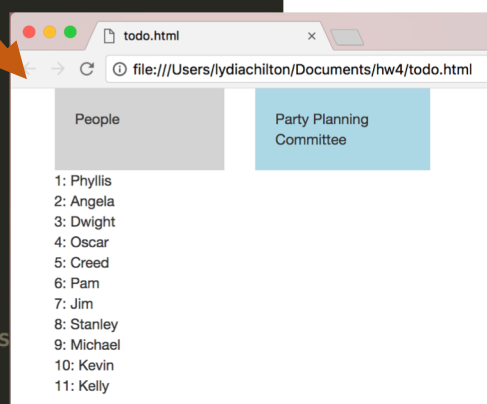 todo.html
file:///Users/lydiachilton/Documents/hw4/todo.html
People
Party Planning
Committee
1: Phyllis
2: Angela
3: Dwight
4: Oscar
5: Creed
6: Pam
7: Jim
8: Stanley
9: Michael
10: Kevin
11: Kelly